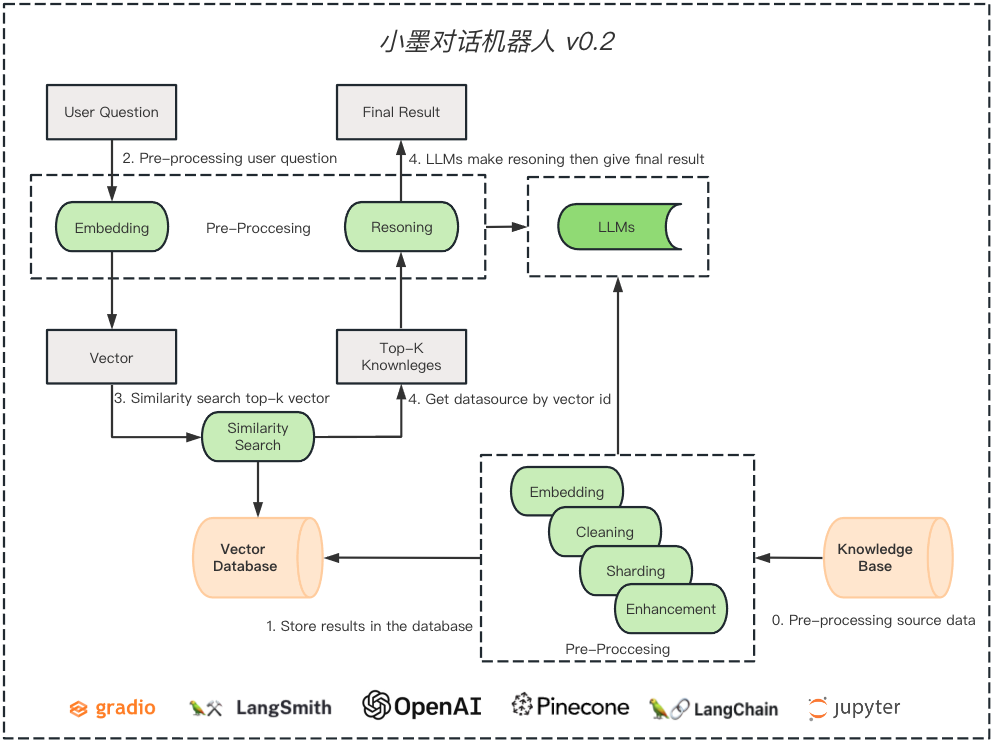 小墨对话机器人 v0.2
User Question
Final Result
2. Pre-processing user question
4. LLMs make resoning then give final result
Embedding
Pre-Proccesing
Resoning
LLMs
Vector
Top-K
Knownleges
3. Similarity search top-k vector
4. Get datasource by vector id
Similarity
Search
Embedding
Cleaning
Sharding
Enhancement
Pre-Proccesing
Vector
Database
Knowledge
Base
1. Store results in the database
0. Pre-processing source data
gradio
LangSmith
OpenAI
Pinecone
LangChain
jupyter